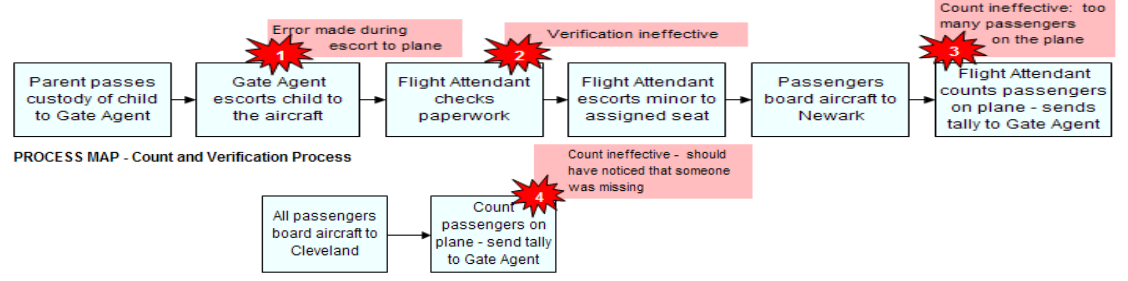 Error made during
escort to plane
Verification ineffective
Count ineffective: too
many passengers
on the plane
1
2
3
Parent passes
custody of child
to Gate Agent
Gate Agent
escorts child to
the aircraft
Flight Attendant
checks
paperwork
Flight Attendant
escorts minor to
assigned seat
Passengers
board aircraft to
Newark
Flight Attendant
counts passengers
on plane - sends
tally to Gate Agent
PROCESS MAP - Count and Verification Process
Count ineffective - should
have noticed that someone
was missing
4
All passengers
board aircraft to
Cleveland
Count
passengers on
plane - send tally
to Gate Agent